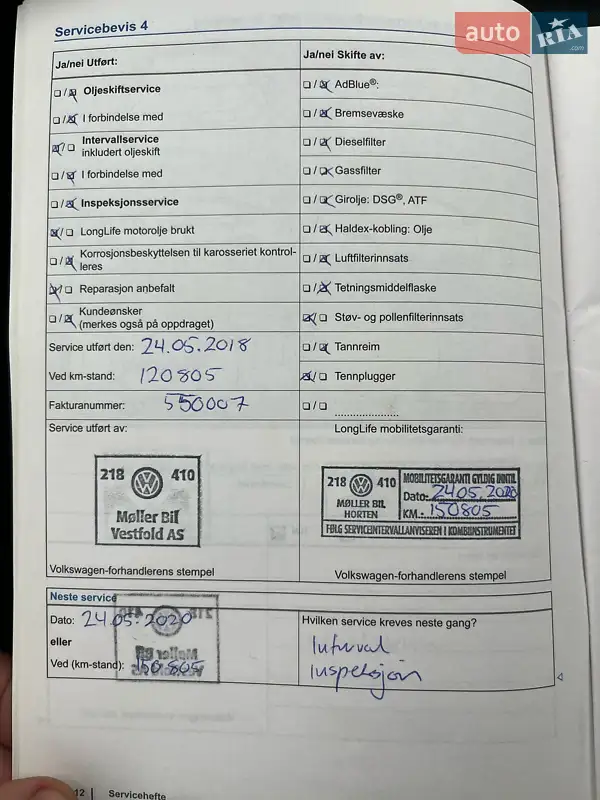 auto RIA .com
Servicebevis 4
Ja/nei Utført:
Oljeskiftservice
I forbindelse med
Intervallservice
inkludert oljeskift
I forbindelse med
Inspeksjonsservice
LongLife motorolje brukt
Korrosjonsbeskyttelsen til karosseriet kontrol-
leres
Reparasjon anbefalt
Kundeønsker
(merkes også på oppdraget)
Service utført den: 24.05.2018
Ved km-stand: 120805
Fakturanummer: 550007
Ja/nei Skifte av:
AdBlue®:
Bremsevæske
Dieselfilter
Gassfilter
Girolje: DSG®, ATF
Haldex-kobling: Olje
Luftfilterinnsats
Tetningsmiddelflaske
Støv- og pollenfilterinnsats
Tannreim
Tennplugger
Service utført av:
218 VW 410
Møller Bil
Vestfold AS
Volkswagen-forhandlerens stempel
LongLife mobilitetsgaranti:
218 VW 410
MØLLER BIL
HORTEN
MOBILITETSGARANTI GYLDIG INNTIL
Dato: 24 05. 2020
KM.: 150805
FØLG SERVICEINTERVALLANVISEREN I KOMBIINSTRUMENTET
Volkswagen-forhandlerens stempel
Neste service
Dato: 24.05.2020
eller
Ved (km-stand): 150805
Hvilken service kreves neste gang?
Interval
Inspeksjon
12 | Servicehefte